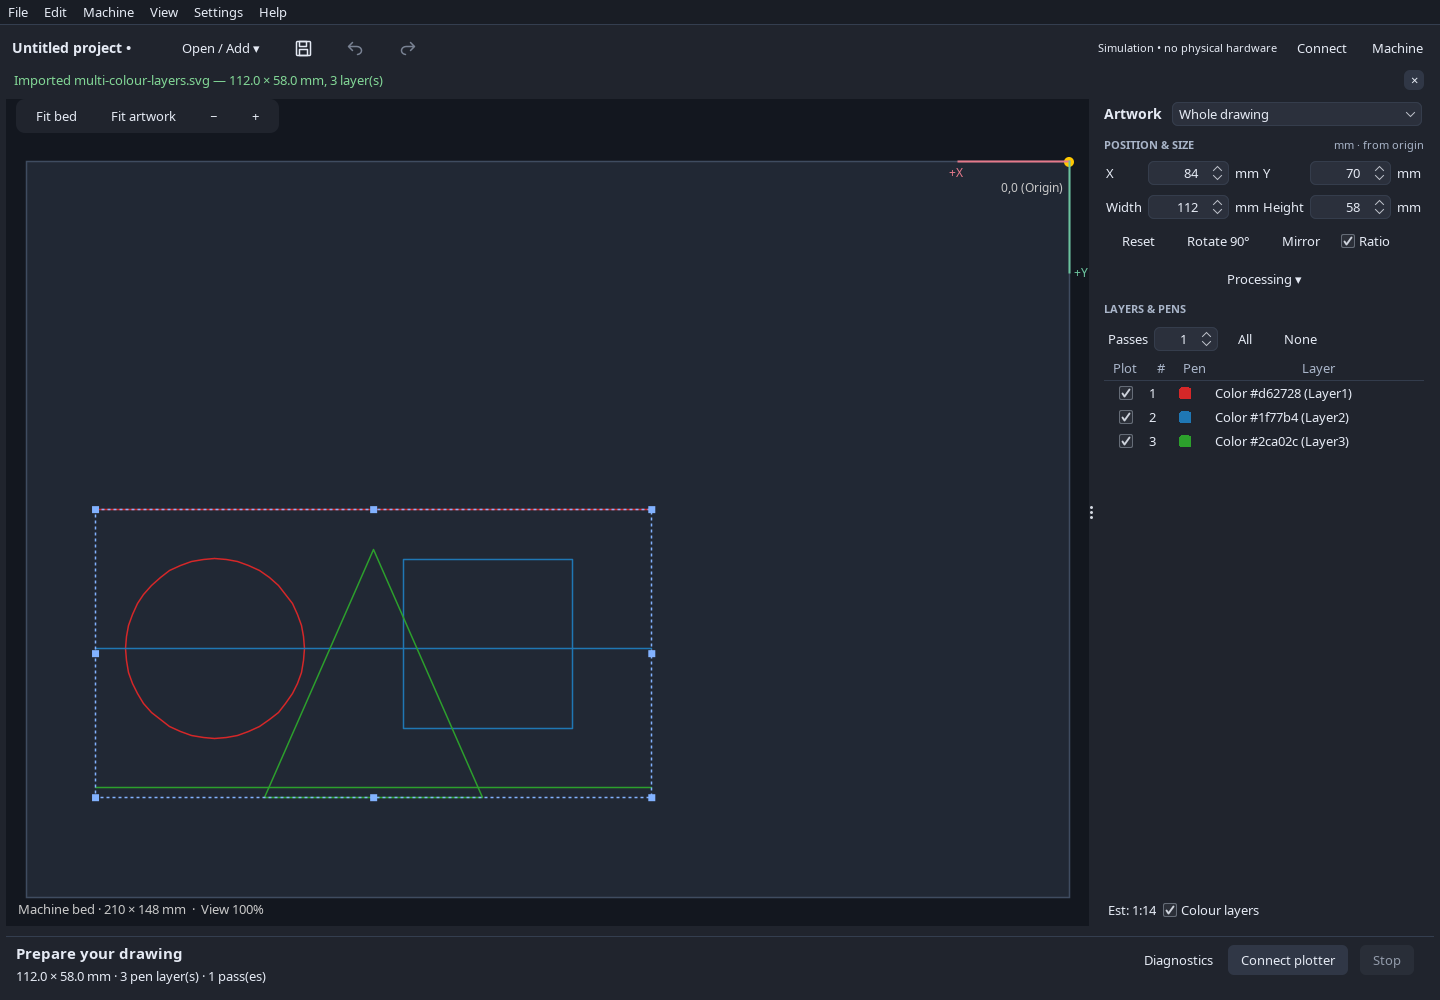 File Edit Machine View Settings Help
Untitled project • Open / Add ▾ Simulation • no physical hardware Connect Machine
Imported multi-colour-layers.svg — 112.0 × 58.0 mm, 3 layer(s) ×
Fit bed Fit artwork − +
Artwork Whole drawing
POSITION & SIZE mm · from origin
X 84 mm Y 70 mm
Width 112 mm Height 58 mm
Reset Rotate 90° Mirror Ratio
Processing ▾
LAYERS & PENS
Passes 1 All None
Plot # Pen Layer
1 Color #d62728 (Layer1)
2 Color #1f77b4 (Layer2)
3 Color #2ca02c (Layer3)
+X
0,0 (Origin)
+Y
Machine bed · 210 × 148 mm · View 100%
Est: 1:14 Colour layers
Prepare your drawing
112.0 × 58.0 mm · 3 pen layer(s) · 1 pass(es)
Diagnostics Connect plotter Stop